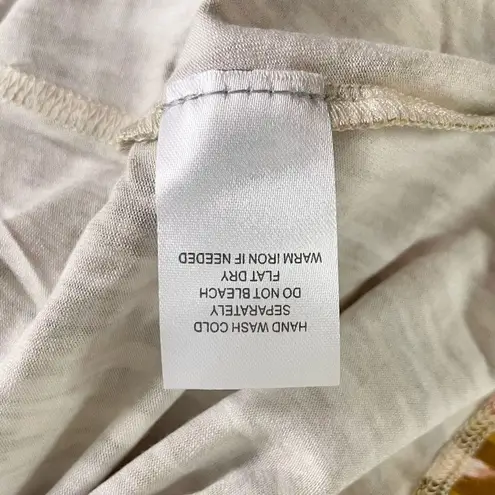 HAND WASH COLD
SEPARATELY
DO NOT BLEACH
FLAT DRY
WARM IRON IF NEEDED